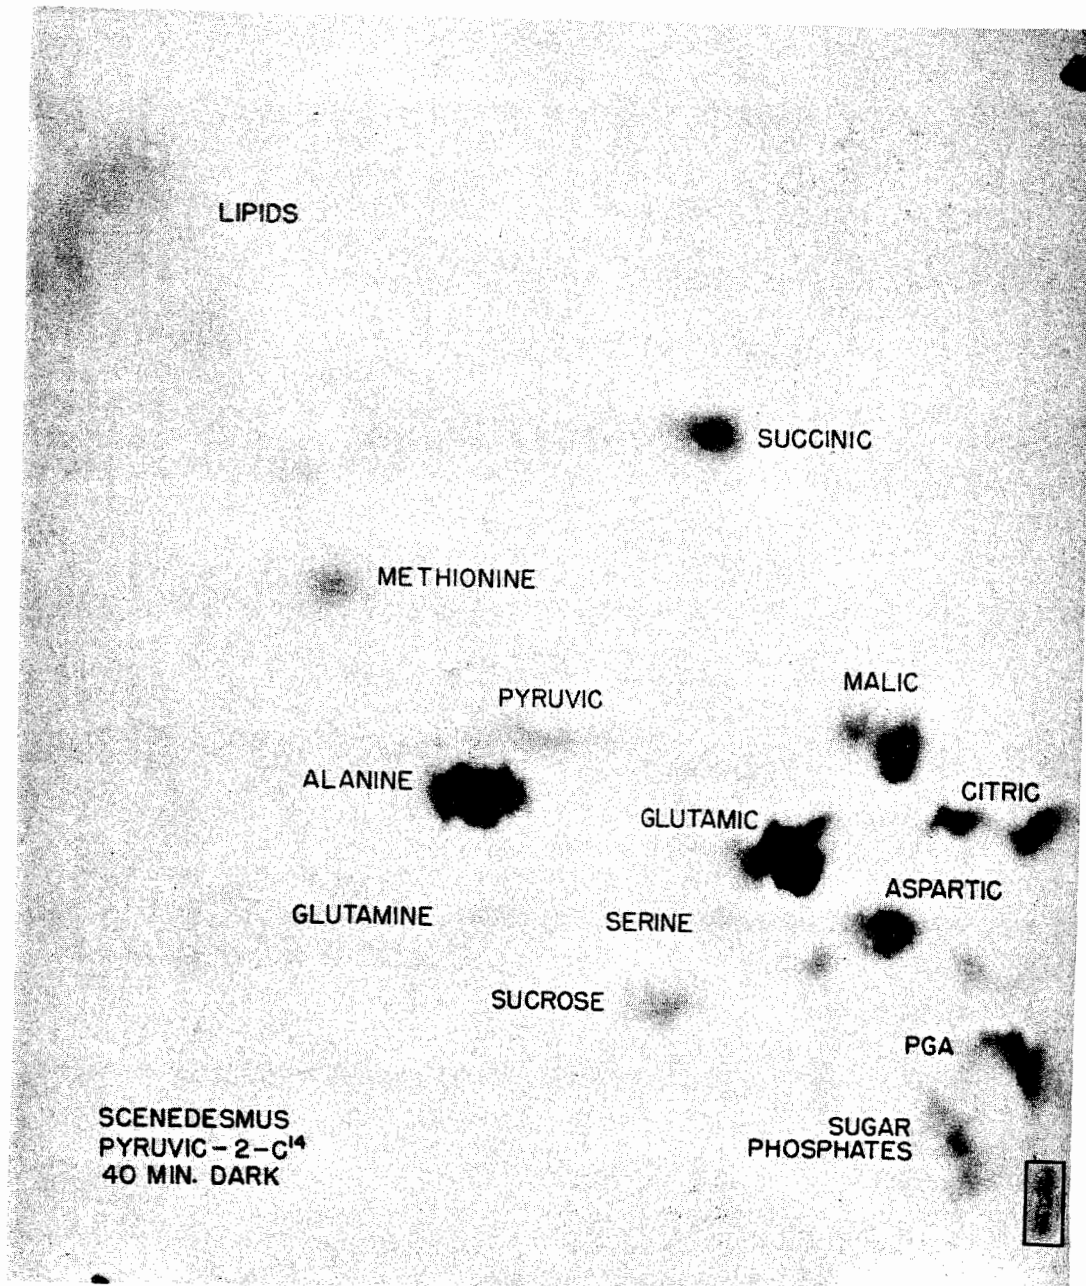 LIPIDS
SUCCINIC
METHIONINE
PYRUVIC
MALIC
ALANINE
CITRIC
GLUTAMIC
ASPARTIC
GLUTAMINE
SERINE
SUCROSE
PGA
SUGAR
PHOSPHATES
SCENEDESMUS
PYRUVIC-2-C¹⁴
40 MIN. DARK